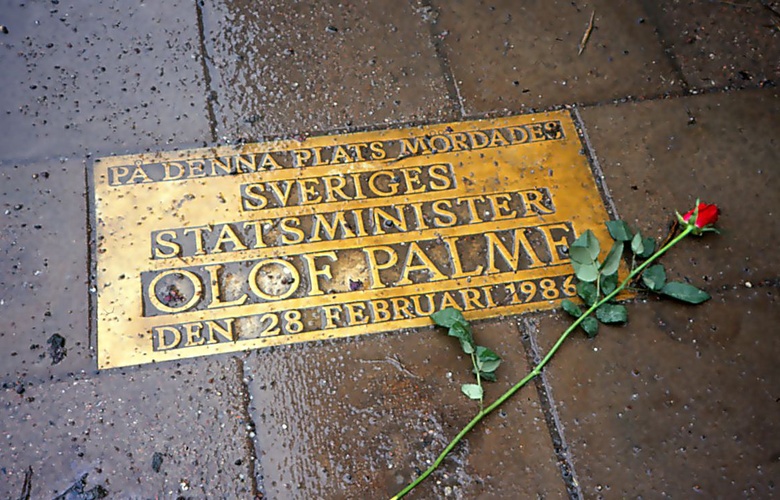 PÅ DENNA PLATS MÖRDADES
SVERIGES
STATSMINISTER
OLOF PALME
DEN 28 FEBRUARI 1986